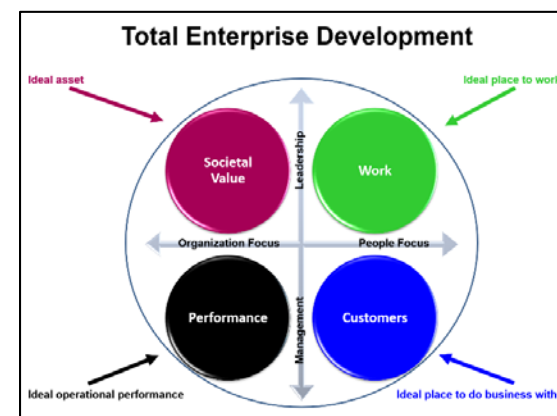 Total Enterprise Development
Ideal asset
Ideal place to work
Societal
Value
Leadership
Work
Organization Focus
People Focus
Performance
Management
Customers
Ideal operational performance
Ideal place to do business with